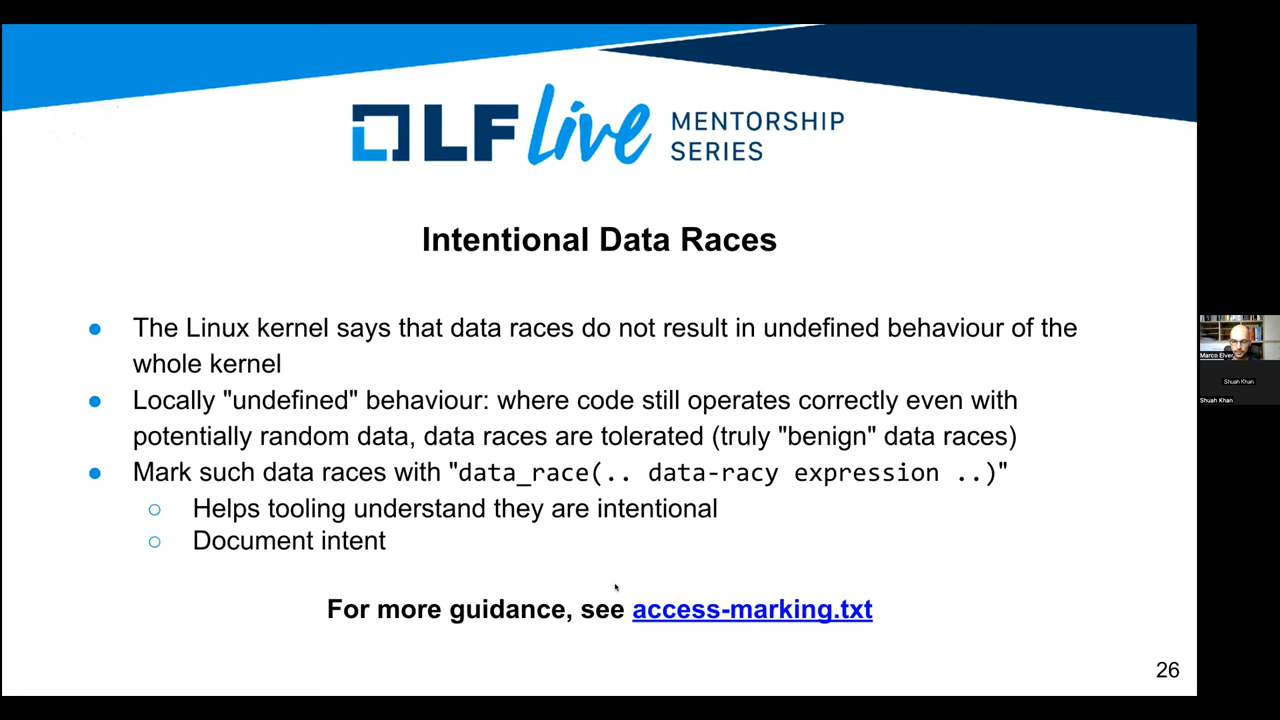 LF live MENTORSHIP
SERIES
Intentional Data Races
● The Linux kernel says that data races do not result in undefined behaviour of the
whole kernel
● Locally "undefined" behaviour: where code still operates correctly even with
potentially random data, data races are tolerated (truly "benign" data races)
● Mark such data races with "data_race(.. data-racy expression ..)"
○ Helps tooling understand they are intentional
○ Document intent
For more guidance, see access-marking.txt
26
Marco Elver
Shuah Khan
Shuah Khan